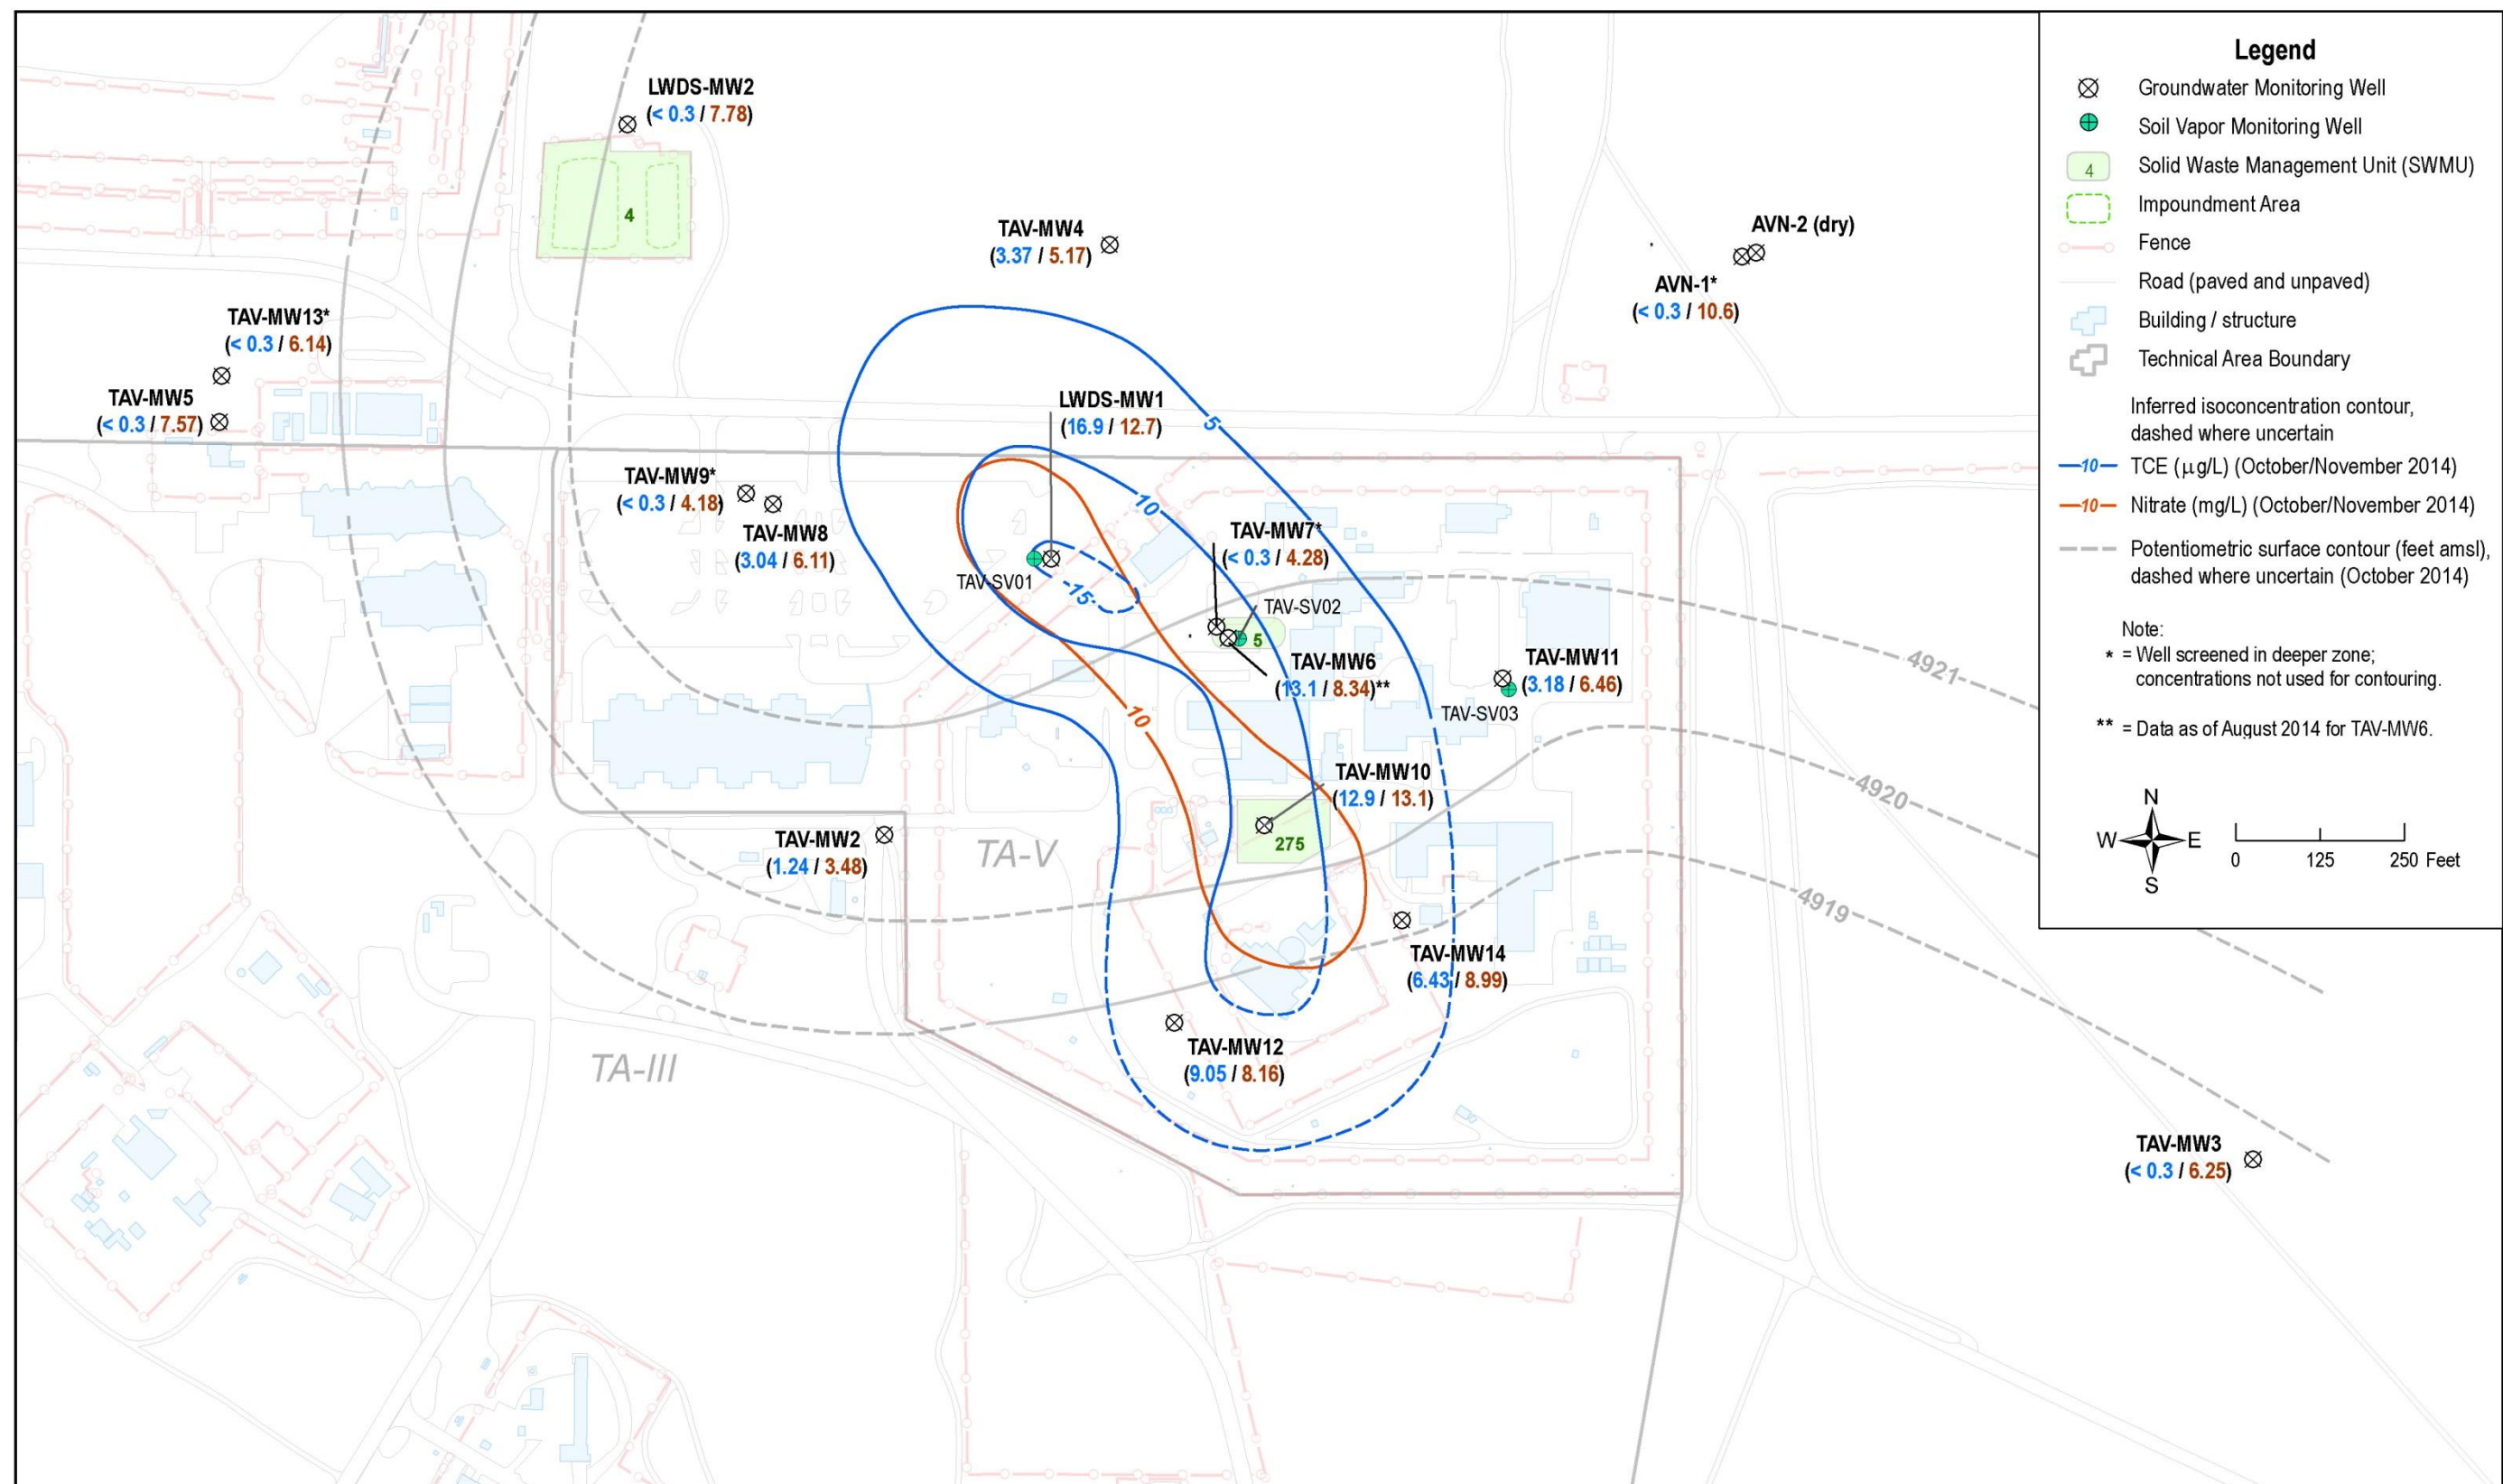 LWDS-MW2
(< 0.3 / 7.78)
4
TAV-MW4
(3.37 / 5.17)
AVN-2 (dry)
AVN-1*
(< 0.3 / 10.6)
TAV-MW13*
(< 0.3 / 6.14)
TAV-MW5
(< 0.3 / 7.57)
LWDS-MW1
(16.9 / 12.7)
5
TAV-MW9*
(< 0.3 / 4.18)
TAV-MW8
(3.04 / 6.11)
10
TAV-MW7*
(< 0.3 / 4.28)
TAV-SV01
15
TAV-SV02
5
TAV-MW6
(13.1 / 8.34)**
TAV-MW11
(3.18 / 6.46)
TAV-SV03
10
TAV-MW10
(12.9 / 13.1)
275
TAV-MW2
(1.24 / 3.48)
TA-V
TAV-MW14
(6.43 / 8.99)
TAV-MW12
(9.05 / 8.16)
TA-III
TAV-MW3
(< 0.3 / 6.25)
4921
4920
4919
Legend
Groundwater Monitoring Well
Soil Vapor Monitoring Well
4 Solid Waste Management Unit (SWMU)
Impoundment Area
Fence
Road (paved and unpaved)
Building / structure
Technical Area Boundary
Inferred isoconcentration contour,
dashed where uncertain
10 TCE (µg/L) (October/November 2014)
10 Nitrate (mg/L) (October/November 2014)
Potentiometric surface contour (feet amsl),
dashed where uncertain (October 2014)
Note:
* = Well screened in deeper zone;
concentrations not used for contouring.
** = Data as of August 2014 for TAV-MW6.
N
W E
S
0 125 250 Feet